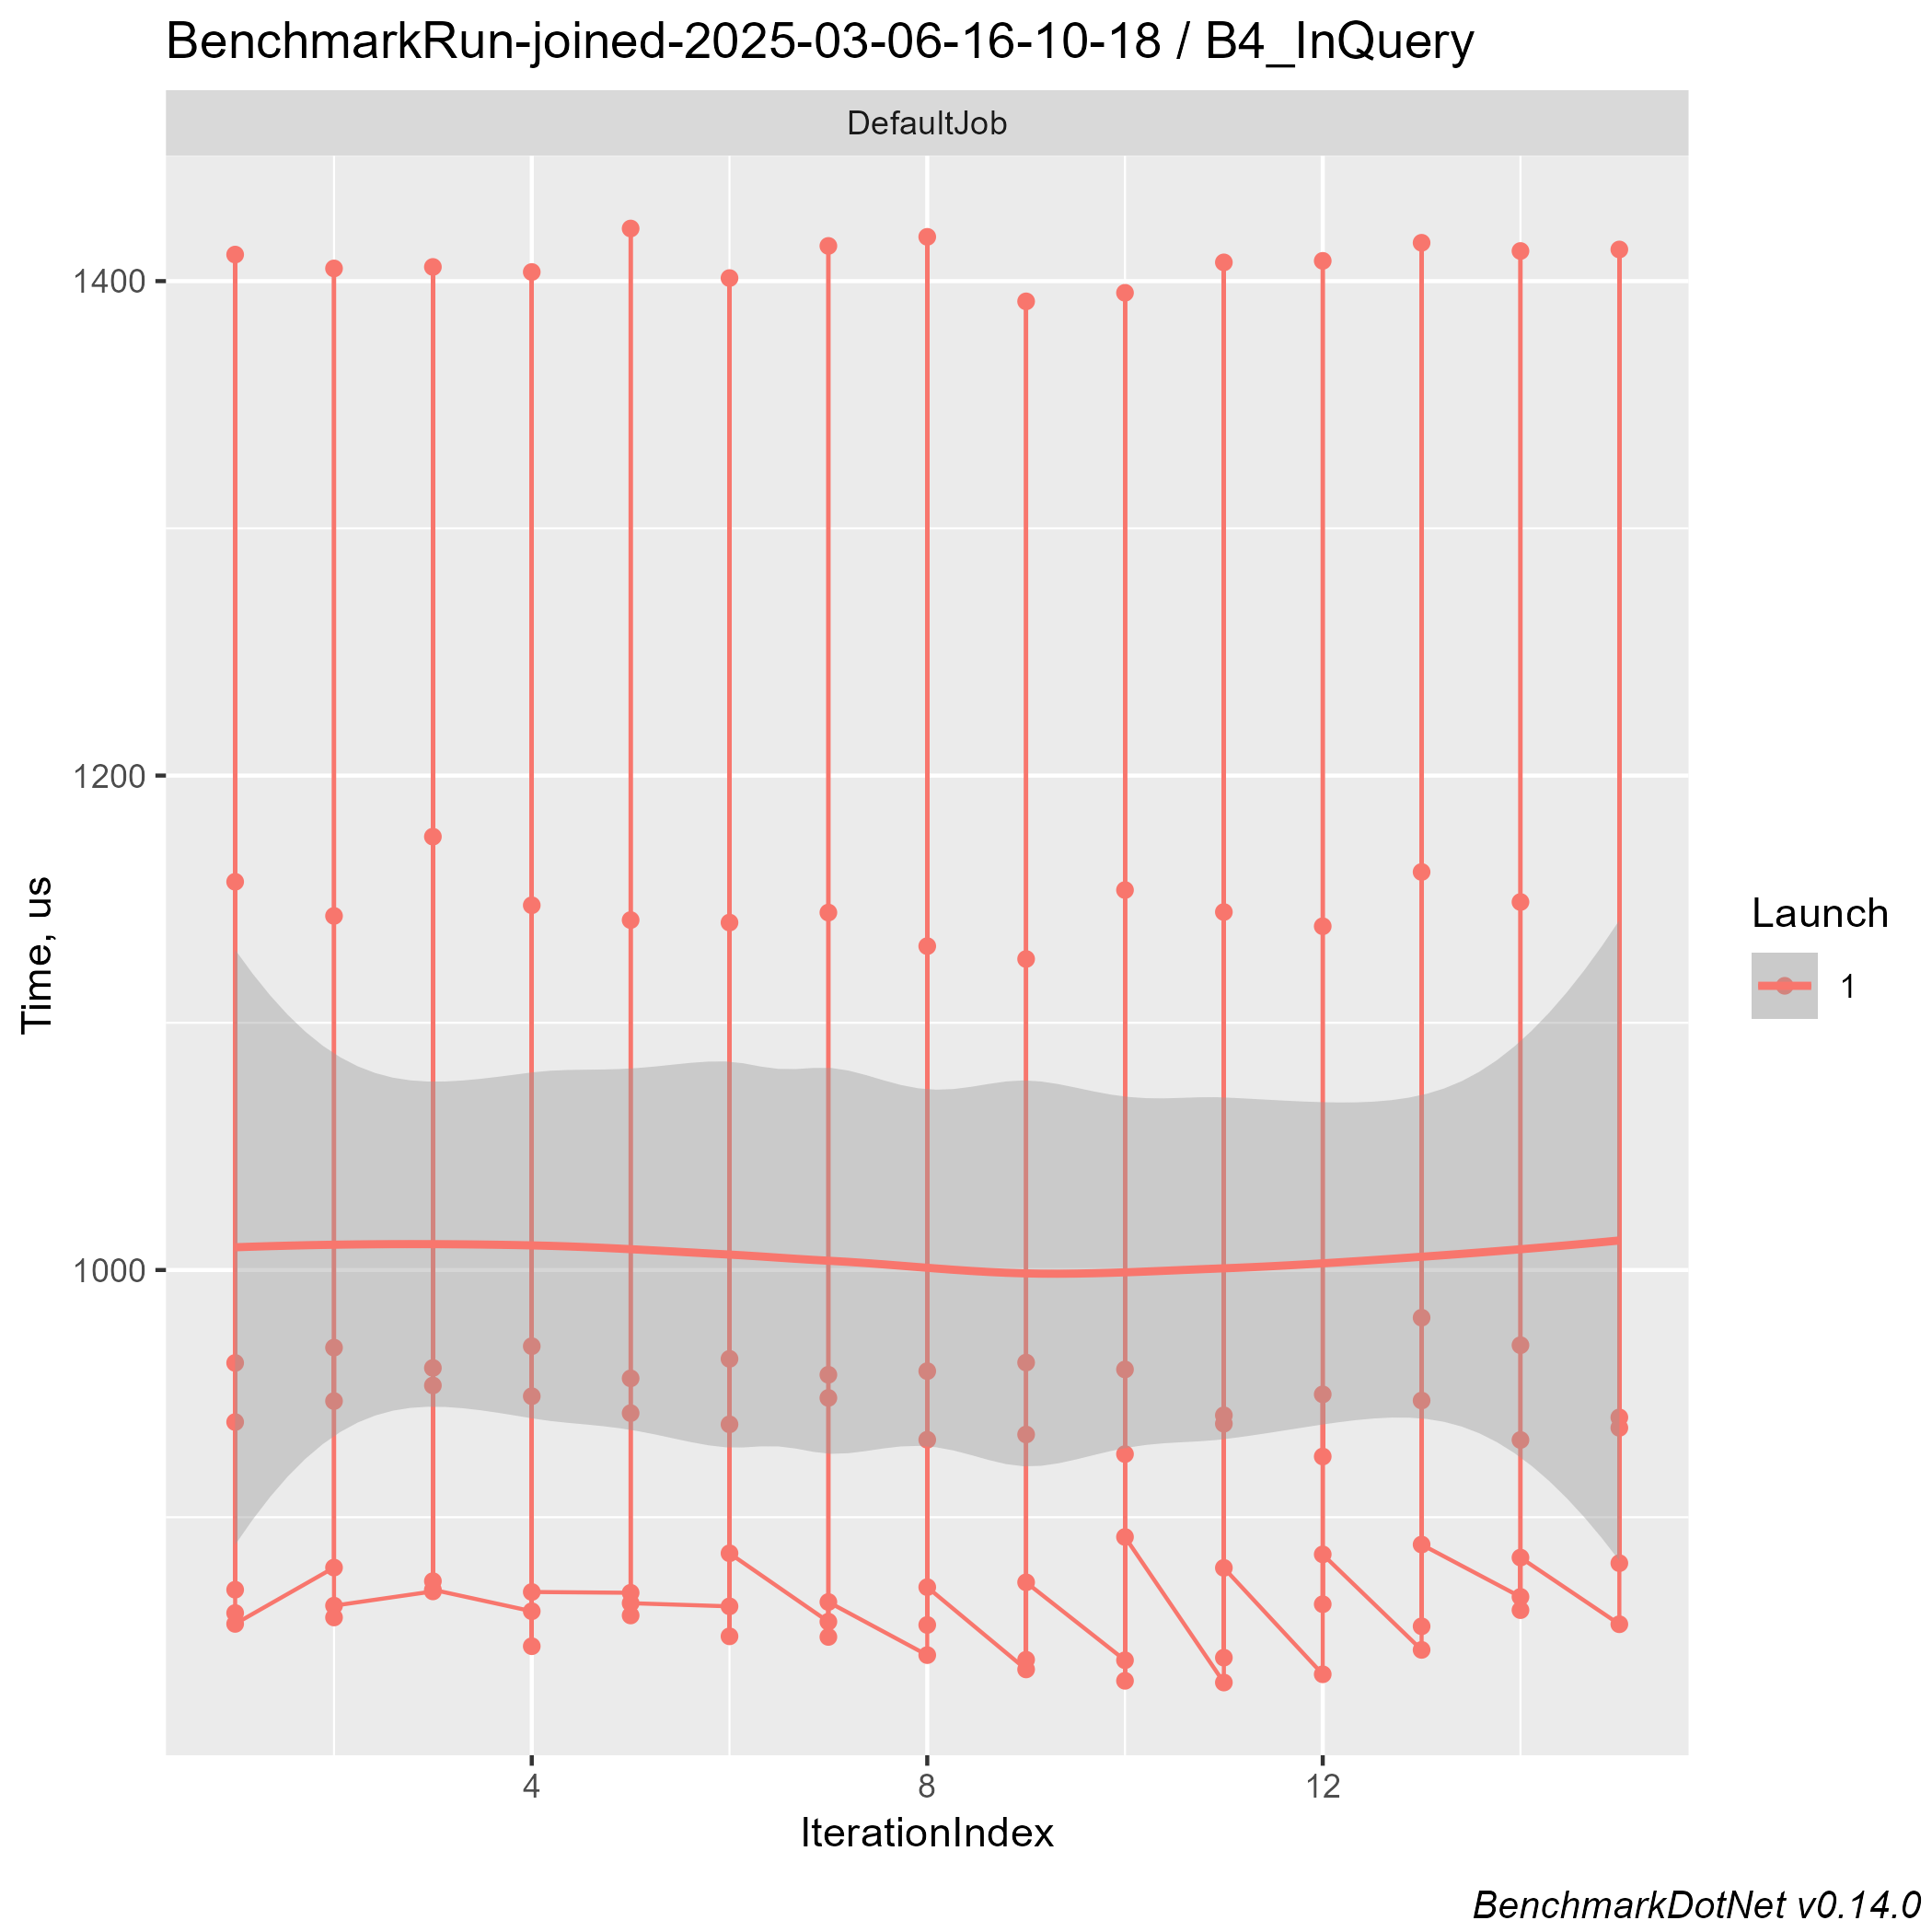 BenchmarkRun-joined-2025-03-06-16-10-18 / B4_InQuery
DefaultJob
1400
1200
1000
Time, us
4
8
12
IterationIndex
Launch
1
BenchmarkDotNet v0.14.0